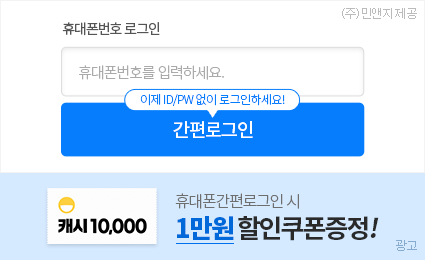 (주)민앤지 제공
휴대폰번호 로그인
휴대폰번호를 입력하세요.
이제 ID/PW 없이 로그인하세요!
간편로그인
캐시 10,000
휴대폰간편로그인 시
1만원 할인쿠폰증정!
광고